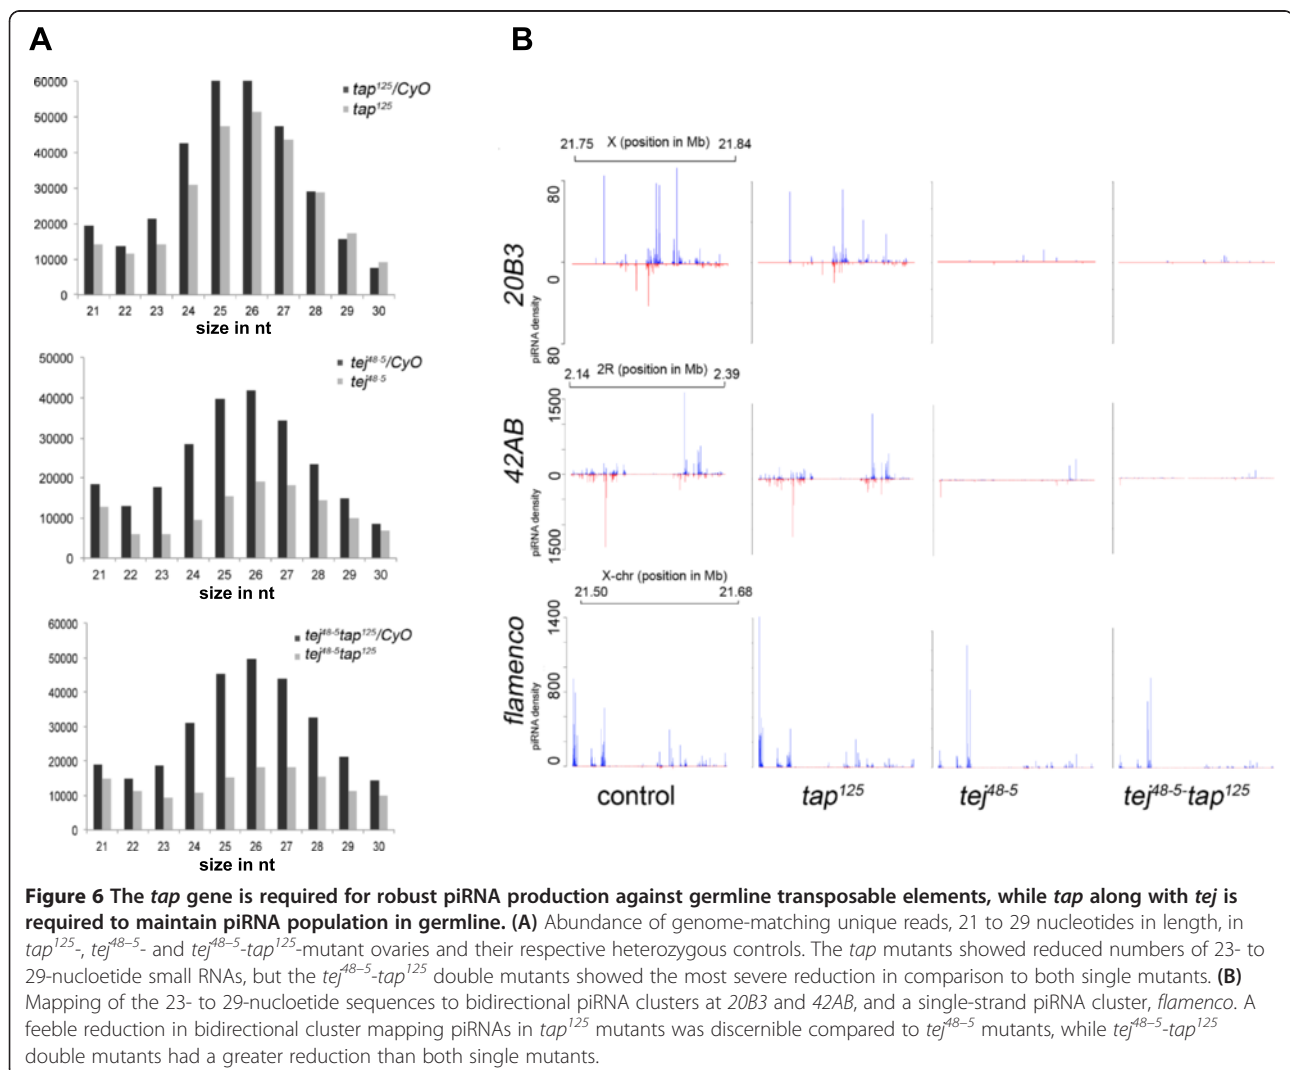 A
B
60000
50000
40000
30000
20000
10000
0
tap125/CyO
tap125
21 22 23 24 25 26 27 28 29 30
size in nt
50000
40000
30000
20000
10000
0
tej48-5/CyO
tej48-5
21 22 23 24 25 26 27 28 29 30
size in nt
60000
50000
40000
30000
20000
10000
0
tej48-5tap125/CyO
tej48-5tap125
21 22 23 24 25 26 27 28 29 30
size in nt
21.75 X (position in Mb) 21.84
20B3
piRNA density
80
0
80
2R (position in Mb)
2.14 2.39
42AB
piRNA density
1500
0
1500
X-chr (position in Mb)
21.50 21.68
flamenco
piRNA density
1400
800
0
control tap125 tej48-5 tej48-5-tap125
Figure 6 The tap gene is required for robust piRNA production against germline transposable elements, while tap along with tej is
required to maintain piRNA population in germline. (A) Abundance of genome-matching unique reads, 21 to 29 nucleotides in length, in
tap125-, tej48–5- and tej48–5-tap125-mutant ovaries and their respective heterozygous controls. The tap mutants showed reduced numbers of 23- to
29-nucloetide small RNAs, but the tej48–5-tap125 double mutants showed the most severe reduction in comparison to both single mutants. (B)
Mapping of the 23- to 29-nucloetide sequences to bidirectional piRNA clusters at 20B3 and 42AB, and a single-strand piRNA cluster, flamenco. A
feeble reduction in bidirectional cluster mapping piRNAs in tap125 mutants was discernible compared to tej48–5 mutants, while tej48–5-tap125
double mutants had a greater reduction than both single mutants.